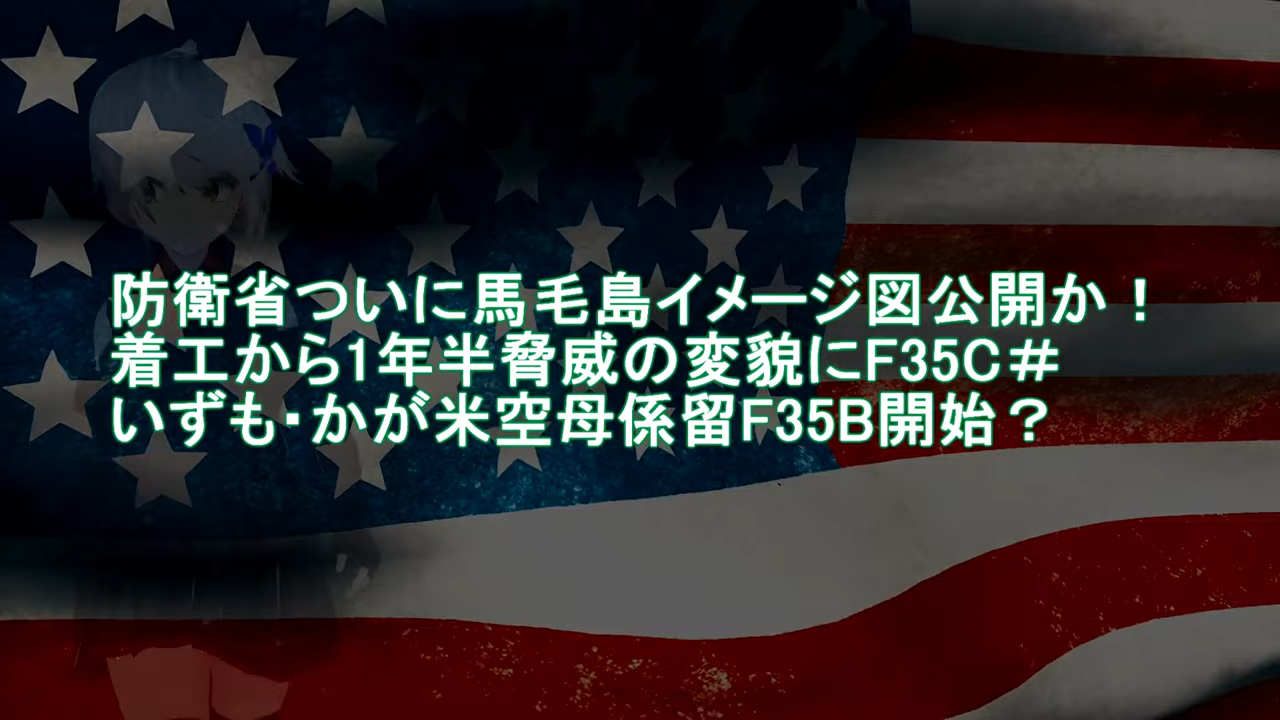 防衛省ついに馬毛島イメージ図公開か！
着工から1年半脅威の変貌にF35C＃
いずも・かが米空母係留F35B開始？